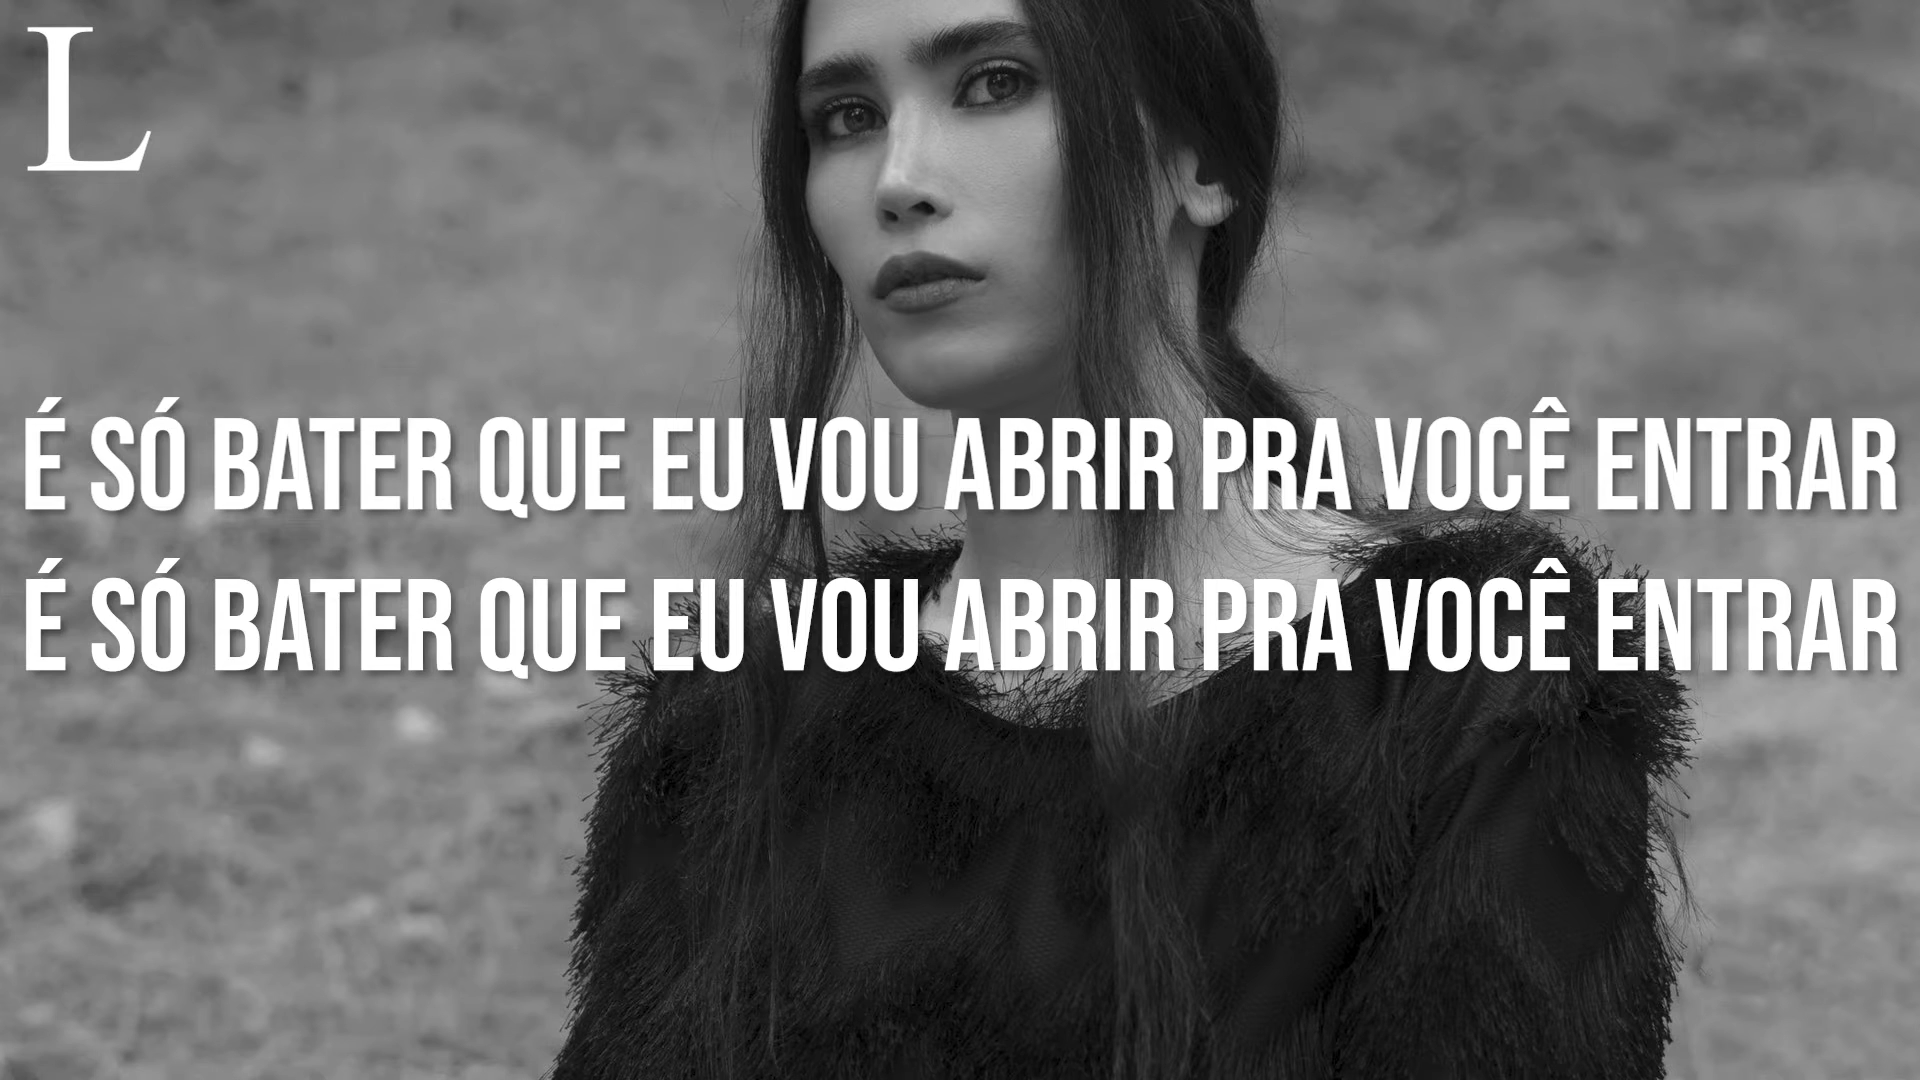 L
É SÓ BATER QUE EU VOU ABRIR PRA VOCÊ ENTRAR
É SÓ BATER QUE EU VOU ABRIR PRA VOCÊ ENTRAR